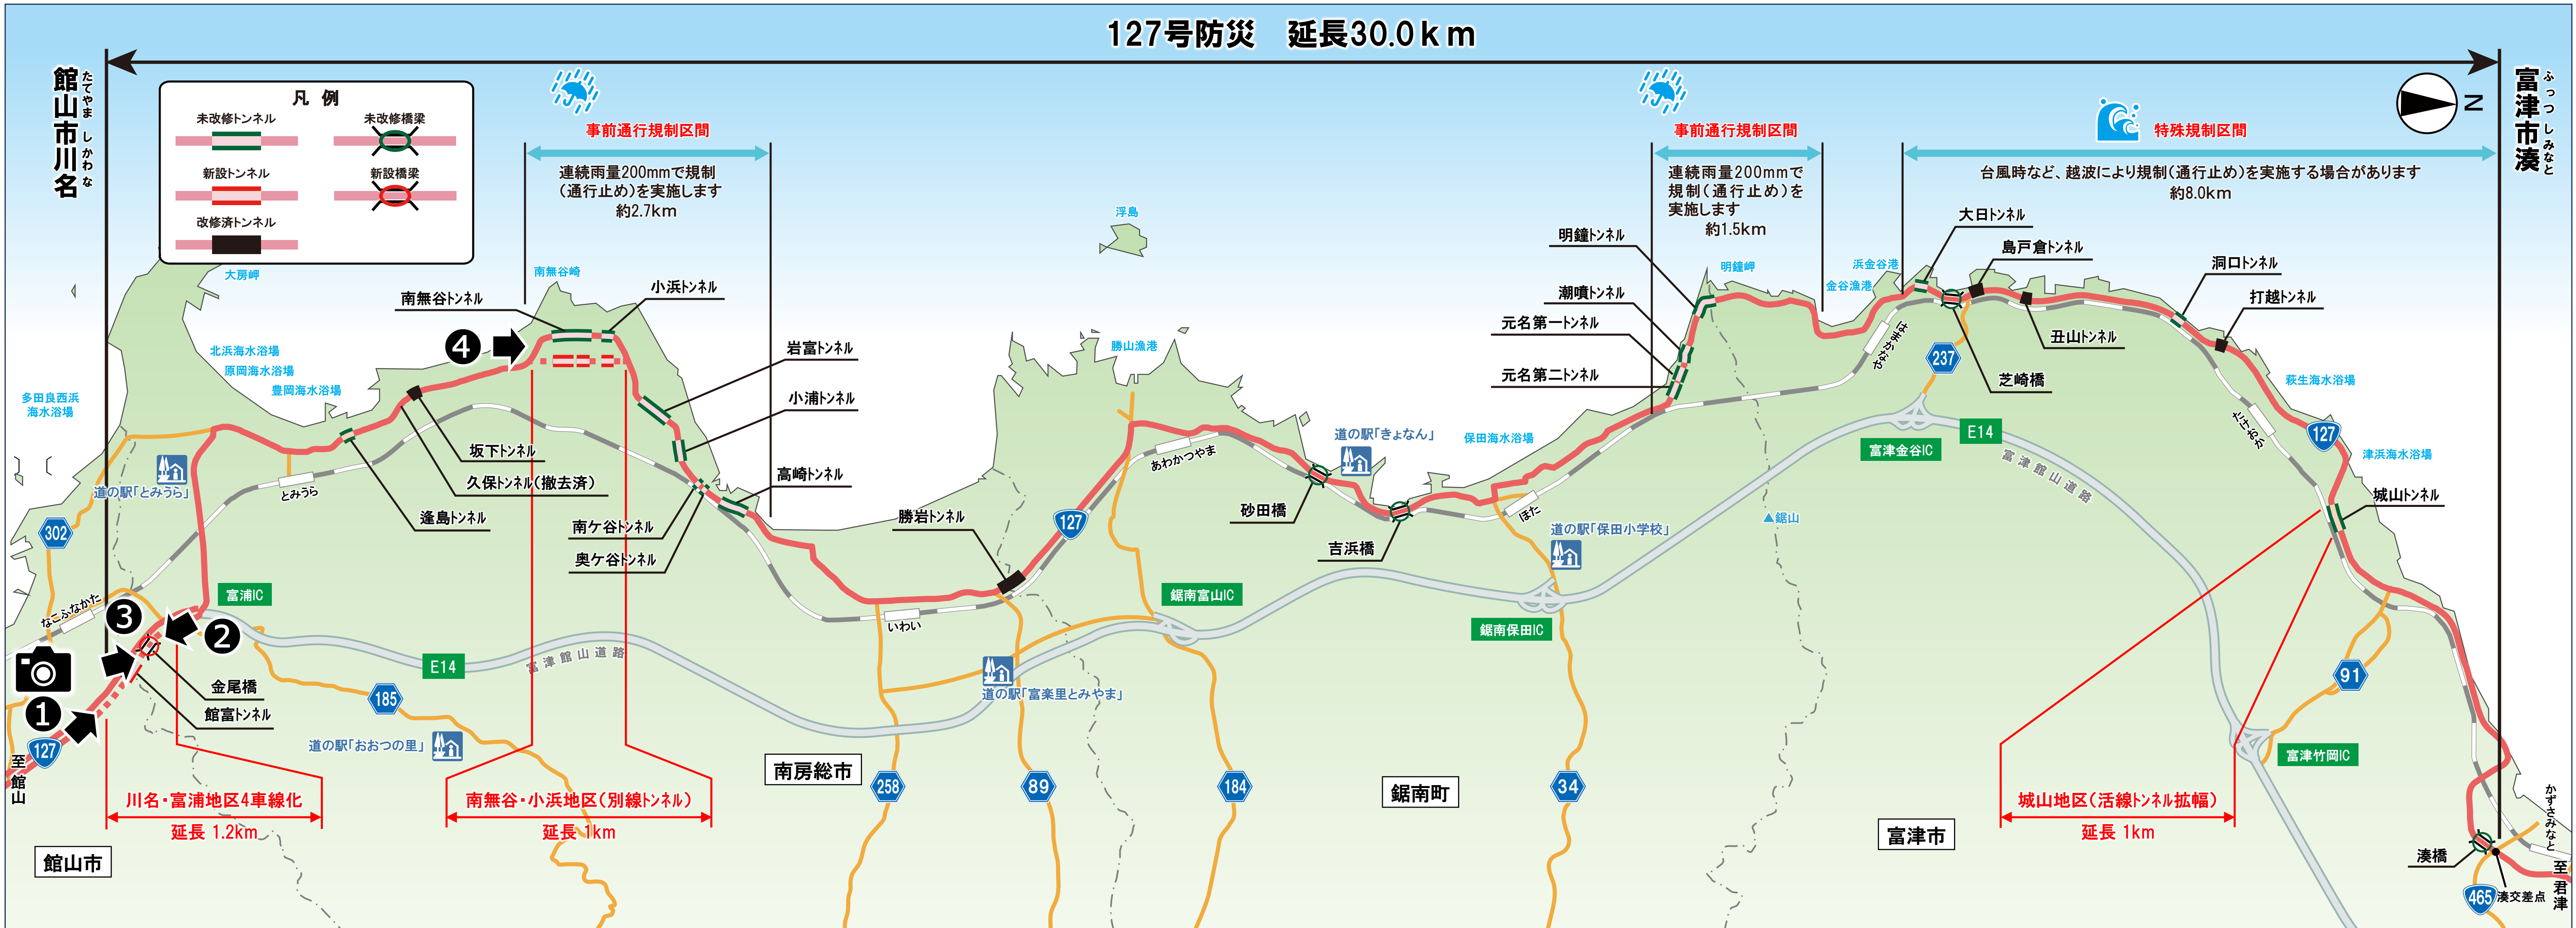 127号防災　延長30.0km
館山市川名
たてやま し かわ な
富津市湊
ふっつ しみなと
N
凡 例
未改修トンネル
未改修橋梁
新設トンネル
新設橋梁
改修済トンネル
事前通行規制区間
連続雨量200mmで規制
(通行止め)を実施します
約2.7km
事前通行規制区間
連続雨量200mmで
規制(通行止め)を
実施します
約1.5km
特殊規制区間
台風時など、越波により規制(通行止め)を実施する場合があります
約8.0km
大房岬
南無谷崎
浮島
明鐘岬
浜金谷港
金谷漁港
勝山漁港
北浜海水浴場
原岡海水浴場
豊岡海水浴場
多田良西浜
海水浴場
保田海水浴場
萩生海水浴場
津浜海水浴場
南無谷トンネル
小浜トンネル
岩富トンネル
小浦トンネル
高崎トンネル
坂下トンネル
久保トンネル(撤去済)
逢島トンネル
南ケ谷トンネル
奥ケ谷トンネル
勝岩トンネル
明鐘トンネル
潮噴トンネル
元名第一トンネル
元名第二トンネル
大日トンネル
島戸倉トンネル
洞口トンネル
打越トンネル
丑山トンネル
芝崎橋
城山トンネル
砂田橋
吉浜橋
湊橋
金尾橋
館富トンネル
道の駅「とみうら」
道の駅「おおつの里」
道の駅「富楽里とみやま」
道の駅「きょなん」
道の駅「保田小学校」
▲鋸山
なこふなかた
とみうら
いわい
あわかつやま
ほた
はまかなや
たけおか
かずさみなと
富浦IC
鋸南富山IC
鋸南保田IC
富津金谷IC
富津竹岡IC
E14
E14
富津館山道路
富津館山道路
❶
❷
❸
❹
302
185
258
89
184
34
237
91
465
127
127
127
至館山
至君津
湊交差点
川名・富浦地区4車線化
延長 1.2km
南無谷・小浜地区(別線トンネル)
延長 1km
城山地区(活線トンネル拡幅)
延長 1km
館山市
南房総市
鋸南町
富津市